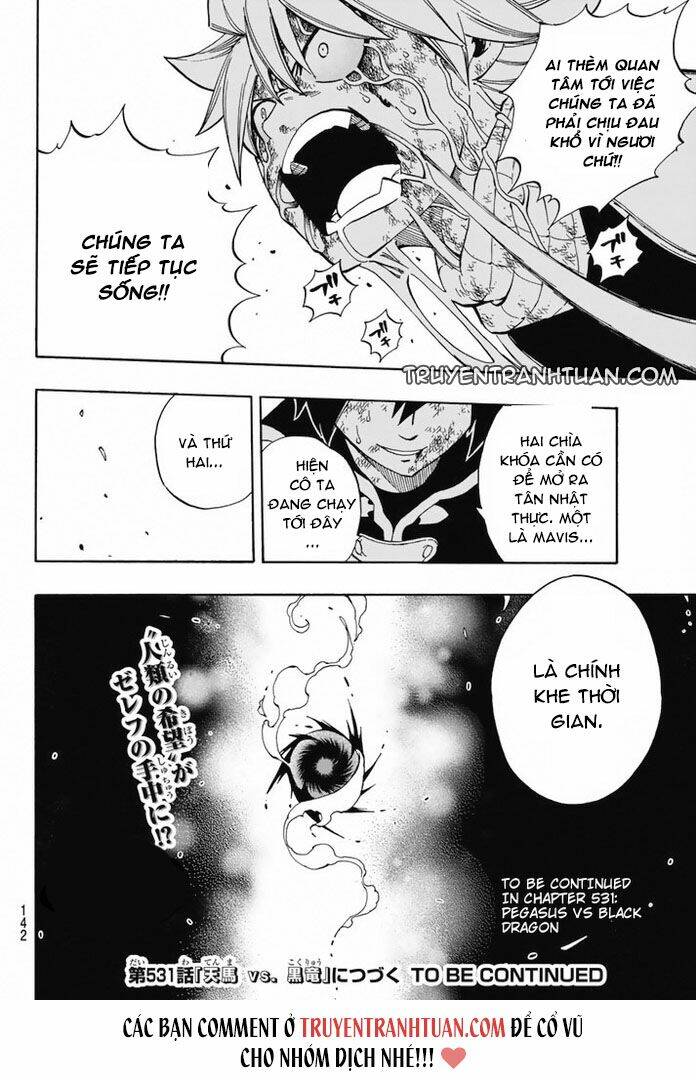 AI THÈM QUAN
TÂM TỚI VIỆC
CHÚNG TA ĐÃ
PHẢI CHỊU ĐAU
KHỔ VÌ NGƯƠI
CHỨ!!
CHÚNG TA
SẼ TIẾP TỤC
SỐNG!!
ブチ
ブチ
ブチ
TRUYENTRANHTUAN.COM
HAI CHÌA
KHÓA CẦN CÓ
ĐỂ MỞ RA
TÂN NHẬT
THỰC. MỘT
LÀ MAVIS...
HIỆN
CÔ TA
ĐANG CHẠY
TỚI ĐÂY
...
VÀ THỨ
HAI...
LÀ CHÍNH
KHE THỜI
GIAN.
〝人類の希望〟が
ゼレフの手中に!?
TO BE CONTINUED
IN CHAPTER 531:
PEGASUS VS BLACK
DRAGON
第531話「天馬 vs. 黒竜」につづく TO BE CONTINUED
142
CÁC BẠN COMMENT Ở TRUYENTRANHTUAN.COM ĐỂ CỔ VŨ
CHO NHÓM DỊCH NHÉ!!! ♥